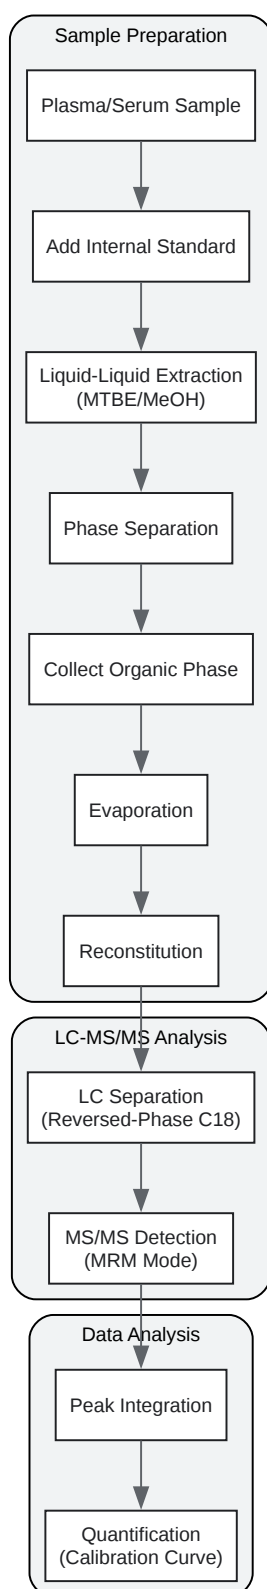 Sample Preparation
Plasma/Serum Sample
Add Internal Standard
Liquid-Liquid Extraction
(MTBE/MeOH)
Phase Separation
Collect Organic Phase
Evaporation
Reconstitution
LC-MS/MS Analysis
LC Separation
(Reversed-Phase C18)
MS/MS Detection
(MRM Mode)
Data Analysis
Peak Integration
Quantification
(Calibration Curve)